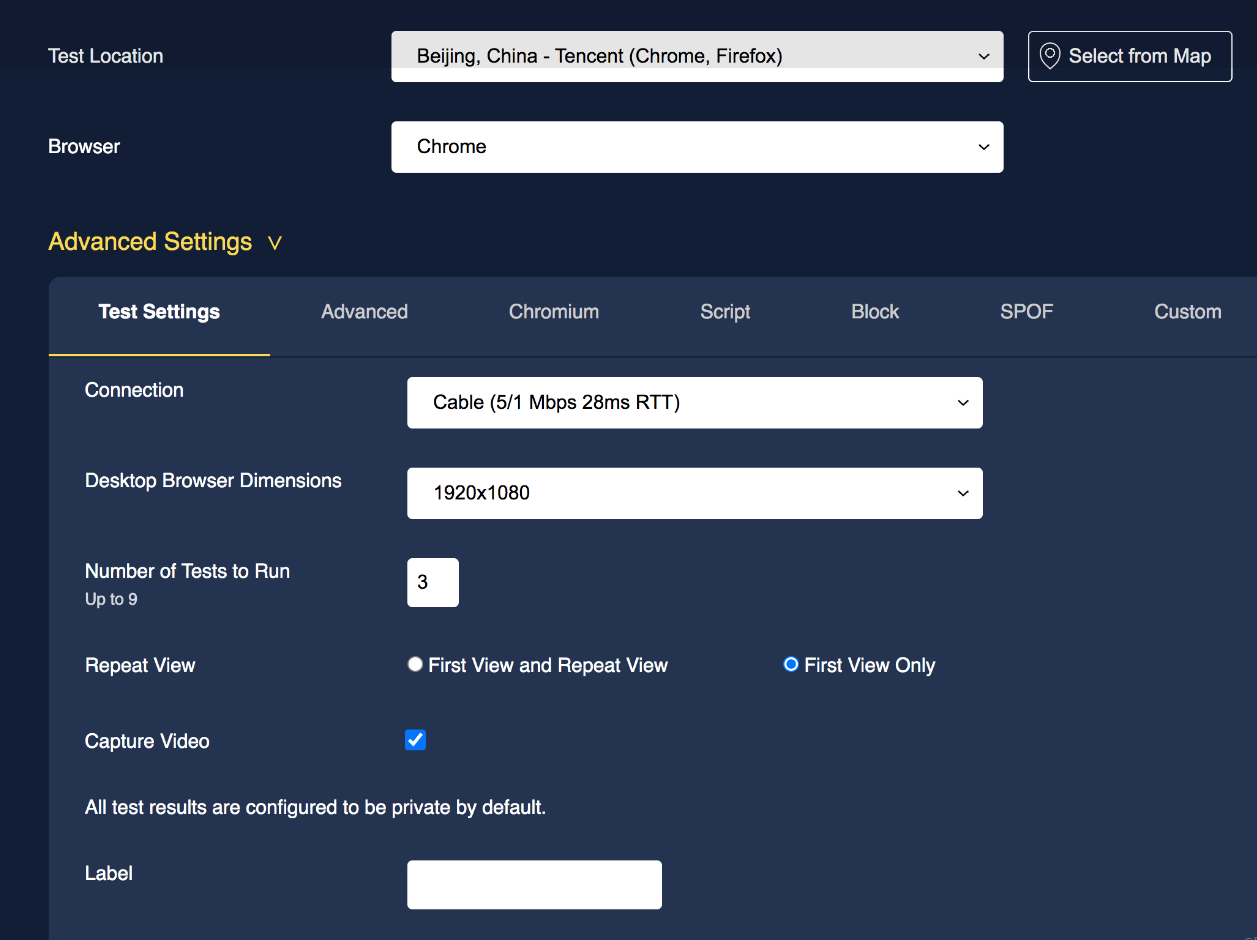 Test Location
Beijing, China - Tencent (Chrome, Firefox)
Select from Map
Browser
Chrome
Advanced Settings V
Test Settings
Advanced
Chromium
Script
Block
SPOF
Custom
Connection
Cable (5/1 Mbps 28ms RTT)
Desktop Browser Dimensions
1920x1080
Number of Tests to Run
3
Up to 9
Repeat View
First View and Repeat View
First View Only
Capture Video
All test results are configured to be private by default.
Label